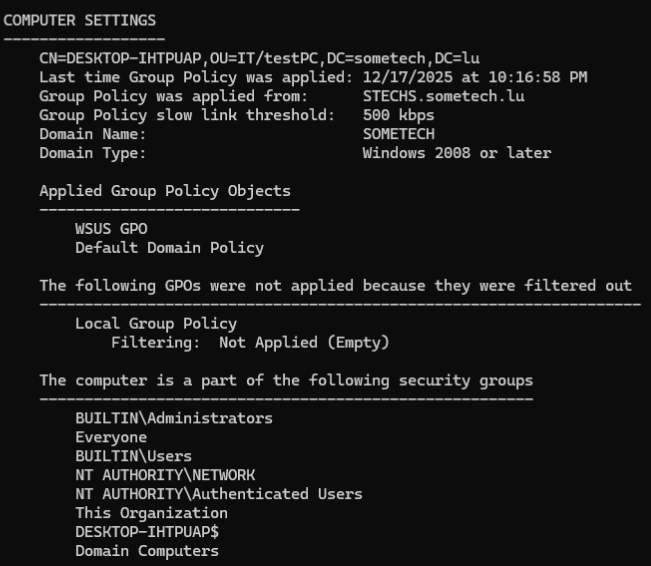 COMPUTER SETTINGS
------------------
CN=DESKTOP-IHTPUAP,OU=IT/testPC,DC=sometech,DC=lu
Last time Group Policy was applied: 12/17/2025 at 10:16:58 PM
Group Policy was applied from:      STECHS.sometech.lu
Group Policy slow link threshold:   500 kbps
Domain Name:                        SOMETECH
Domain Type:                        Windows 2008 or later
Applied Group Policy Objects
-----------------------------
WSUS GPO
Default Domain Policy
The following GPOs were not applied because they were filtered out
-------------------------------------------------------------------
Local Group Policy
Filtering:  Not Applied (Empty)
The computer is a part of the following security groups
-------------------------------------------------------
BUILTIN\Administrators
Everyone
BUILTIN\Users
NT AUTHORITY\NETWORK
NT AUTHORITY\Authenticated Users
This Organization
DESKTOP-IHTPUAP$
Domain Computers